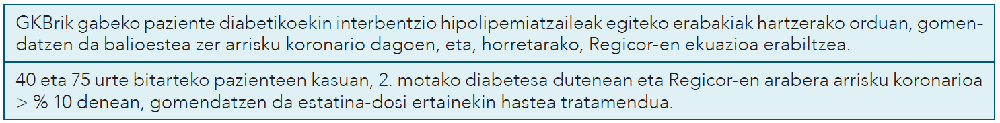 GKBrik gabeko paziente diabetikoekin interbentzio hipolipemiatzaileak egiteko erabakiak hartzerako orduan, gomen-
datzen da balioestea zer arrisku koronario dagoen, eta, horretarako, Regicor-en ekuazioa erabiltzea.
40 eta 75 urte bitarteko pazienteen kasuan, 2. motako diabetesa dutenean eta Regicor-en arabera arrisku koronarioa
> % 10 denean, gomendatzen da estatina-dosi ertainekin hastea tratamendua.